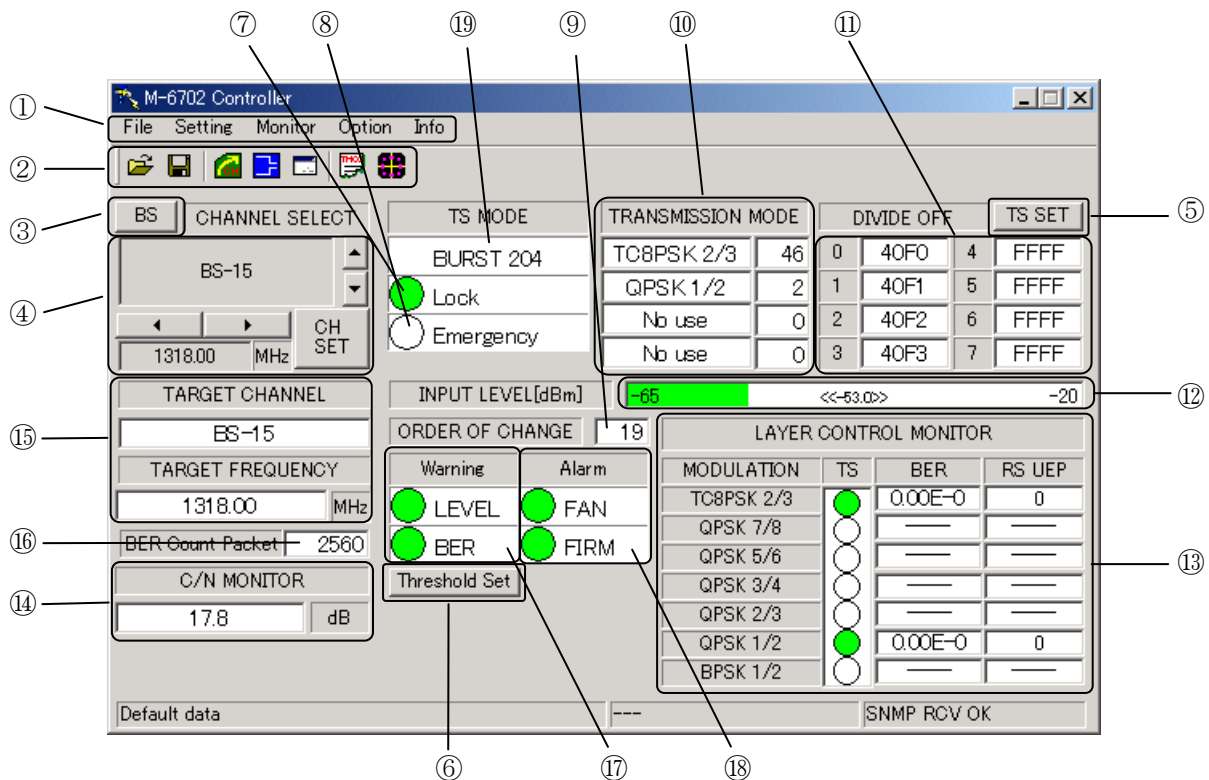 ⑦ ⑧ ⑲ ⑨ ⑩ ⑪
M-6702 Controller
①
File Setting Monitor Option Info
②
③ BS CHANNEL SELECT TS MODE TRANSMISSION MODE DIVIDE OFF TS SET ⑤
④ BS-15 BURST 204 TC8PSK 2/3 46 0 40F0 4 FFFF
Lock QPSK 1/2 2 1 40F1 5 FFFF
CH SET Emergency No use 0 2 40F2 6 FFFF
1318.00 MHz No use 0 3 40F3 7 FFFF
TARGET CHANNEL INPUT LEVEL[dBm] -65 <<-53.0>> -20 ⑫
⑮ BS-15 ORDER OF CHANGE 19 LAYER CONTROL MONITOR
TARGET FREQUENCY Warning Alarm MODULATION TS BER RS UEP
1318.00 MHz LEVEL FAN TC8PSK 2/3 0.00E-0 0
QPSK 7/8 ── ──
⑯ BER Count Packet 2560 BER FIRM QPSK 5/6 ── ── ⑬
C/N MONITOR Threshold Set QPSK 3/4 ── ──
⑭ 17.8 dB QPSK 2/3 ── ──
QPSK 1/2 0.00E-0 0
BPSK 1/2 ── ──
Default data --- SNMP RCV OK
⑥ ⑰ ⑱